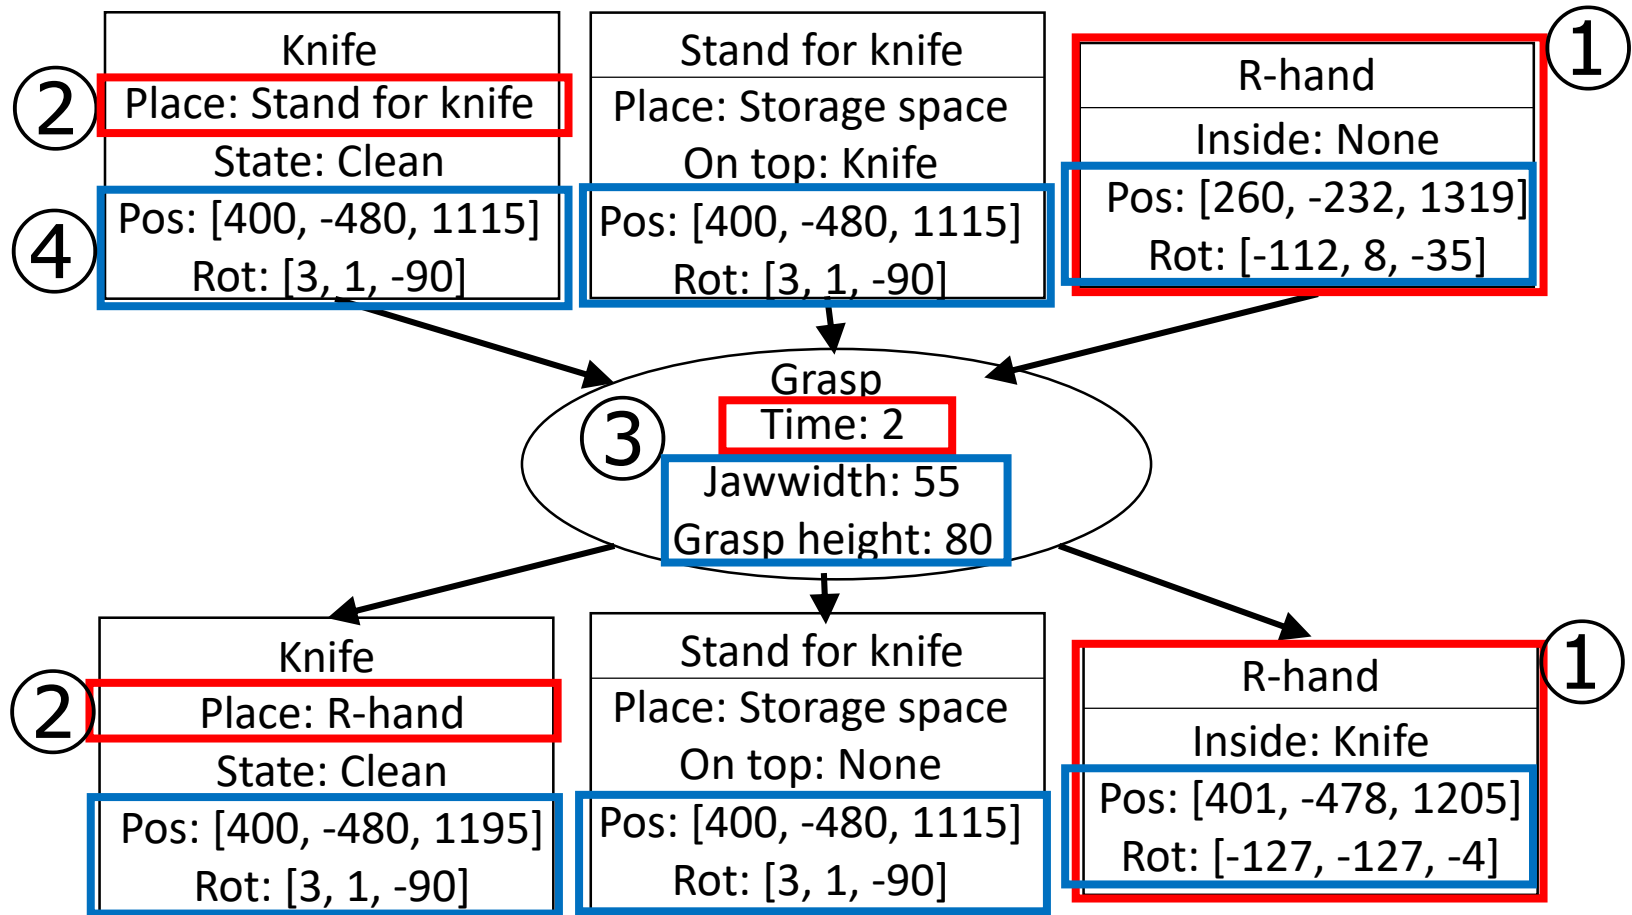 ①
Knife
② Place: Stand for knife
State: Clean
④ Pos: [400, -480, 1115]
Rot: [3, 1, -90]
Stand for knife
Place: Storage space
On top: Knife
Pos: [400, -480, 1115]
Rot: [3, 1, -90]
R-hand
Inside: None
Pos: [260, -232, 1319]
Rot: [-112, 8, -35]
Grasp
③ Time: 2
Jawwidth: 55
Grasp height: 80
Knife
② Place: R-hand
State: Clean
Pos: [400, -480, 1195]
Rot: [3, 1, -90]
Stand for knife
Place: Storage space
On top: None
Pos: [400, -480, 1115]
Rot: [3, 1, -90]
①
R-hand
Inside: Knife
Pos: [401, -478, 1205]
Rot: [-127, -127, -4]